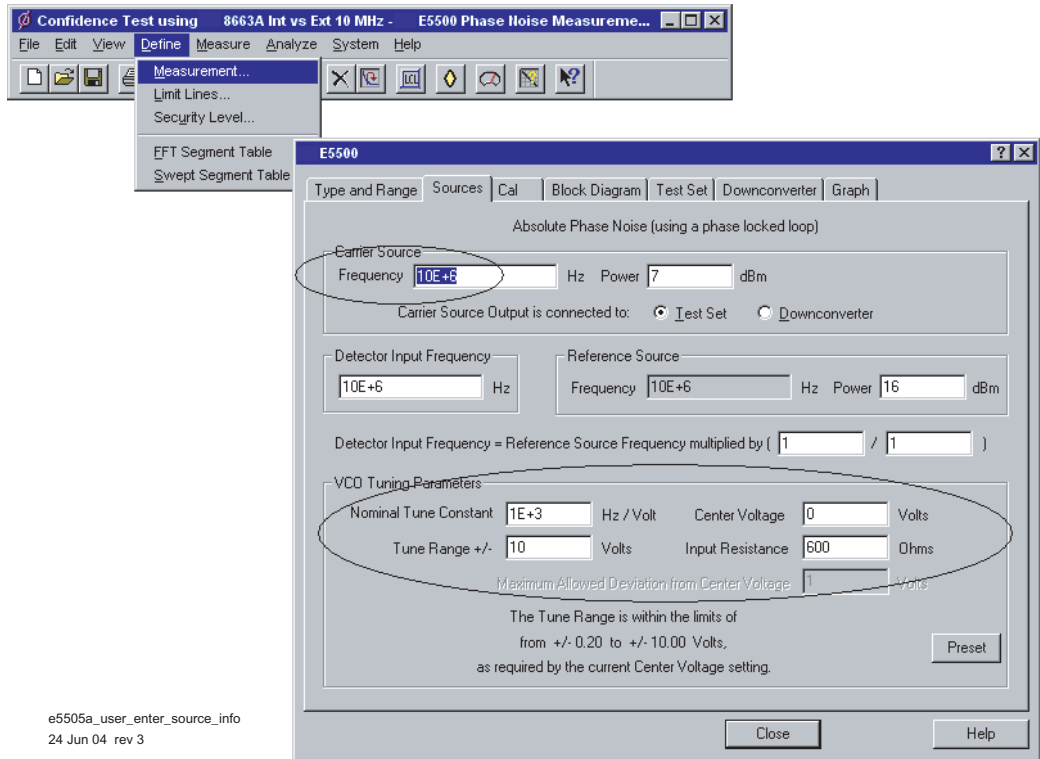 Confidence Test using 8663A Int vs Ext 10 MHz - E5500 Phase Noise Measureme...
File Edit View Define Measure Analyze System Help
Measurement...
Limit Lines...
Security Level...
FFT Segment Table
Swept Segment Table
LCL
E5500
Type and Range Sources Cal Block Diagram Test Set Downconverter Graph
Absolute Phase Noise (using a phase locked loop)
Carrier Source
Frequency 10E+6 Hz Power 7 dBm
Carrier Source Output is connected to: Test Set Downconverter
Detector Input Frequency
10E+6 Hz
Reference Source
Frequency 10E+6 Hz Power 16 dBm
Detector Input Frequency = Reference Source Frequency multiplied by ( 1 / 1 )
VCO Tuning Parameters
Nominal Tune Constant 1E+3 Hz / Volt Center Voltage 0 Volts
Tune Range +/- 10 Volts Input Resistance 600 Ohms
Maximum Allowed Deviation from Center Voltage 1 Volts
The Tune Range is within the limits of
from +/- 0.20 to +/- 10.00 Volts,
as required by the current Center Voltage setting.
Preset
Close Help
e5505a_user_enter_source_info
24 Jun 04 rev 3